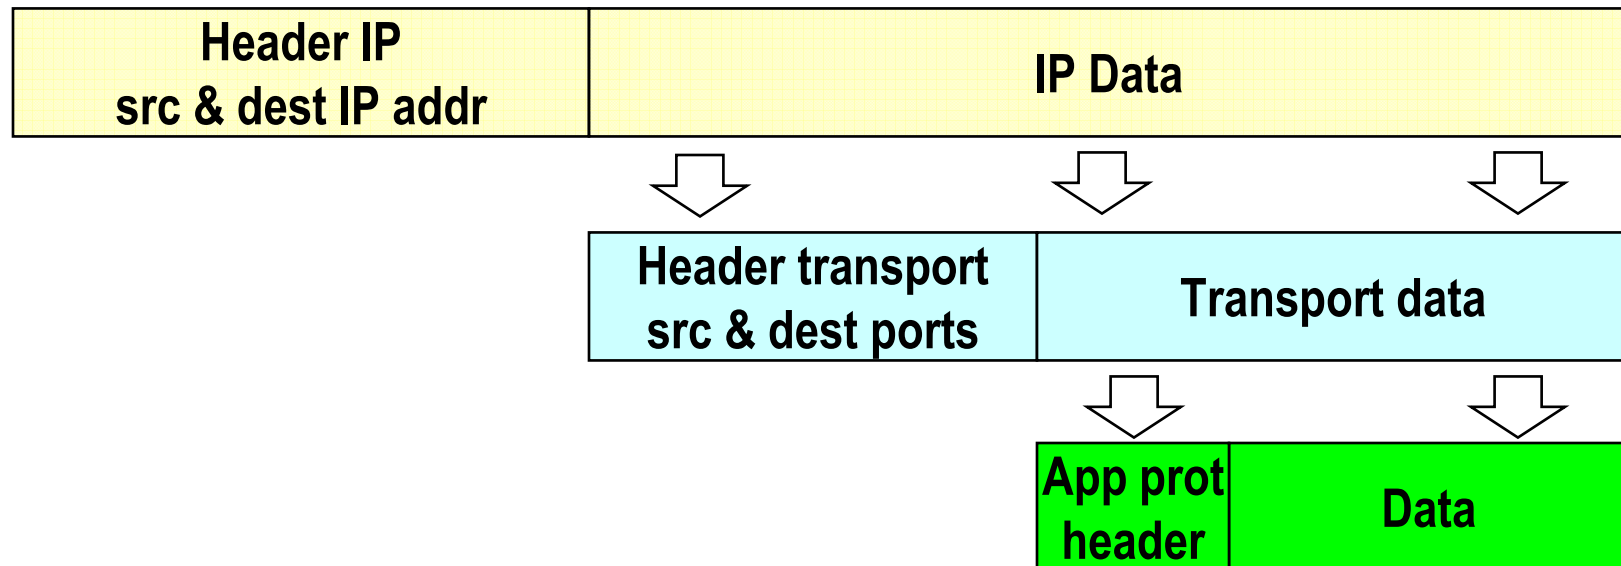 Header IP
src & dest IP addr
IP Data
Header transport
src & dest ports
Transport data
App prot
header
Data